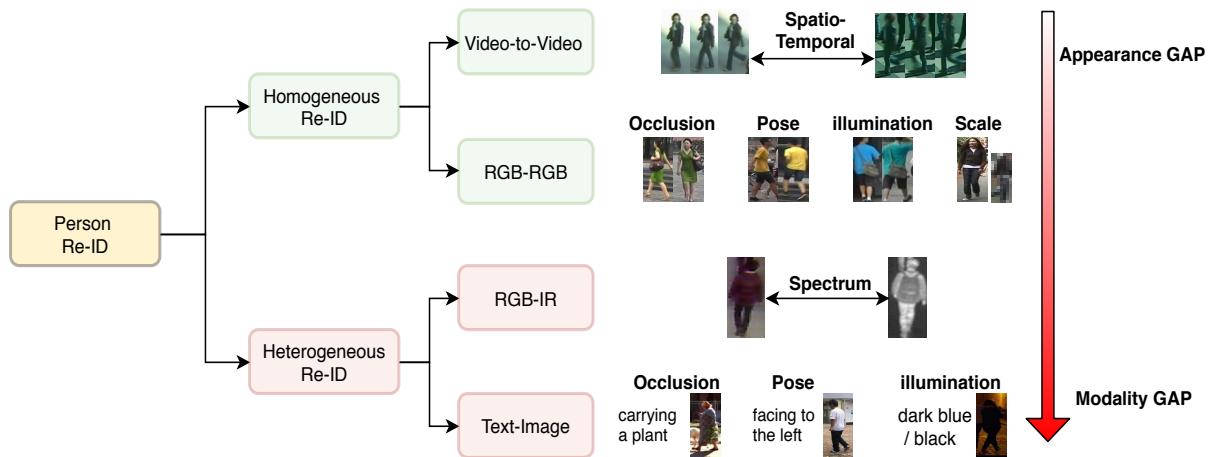 Person
Re-ID
Homogeneous
Re-ID
Heterogeneous
Re-ID
Video-to-Video
RGB-RGB
RGB-IR
Text-Image
Spatio-
Temporal
Occlusion
Pose
illumination
Scale
Spectrum
Occlusion
Pose
illumination
carrying
a plant
facing to
the left
dark blue
/ black
Appearance GAP
Modality GAP